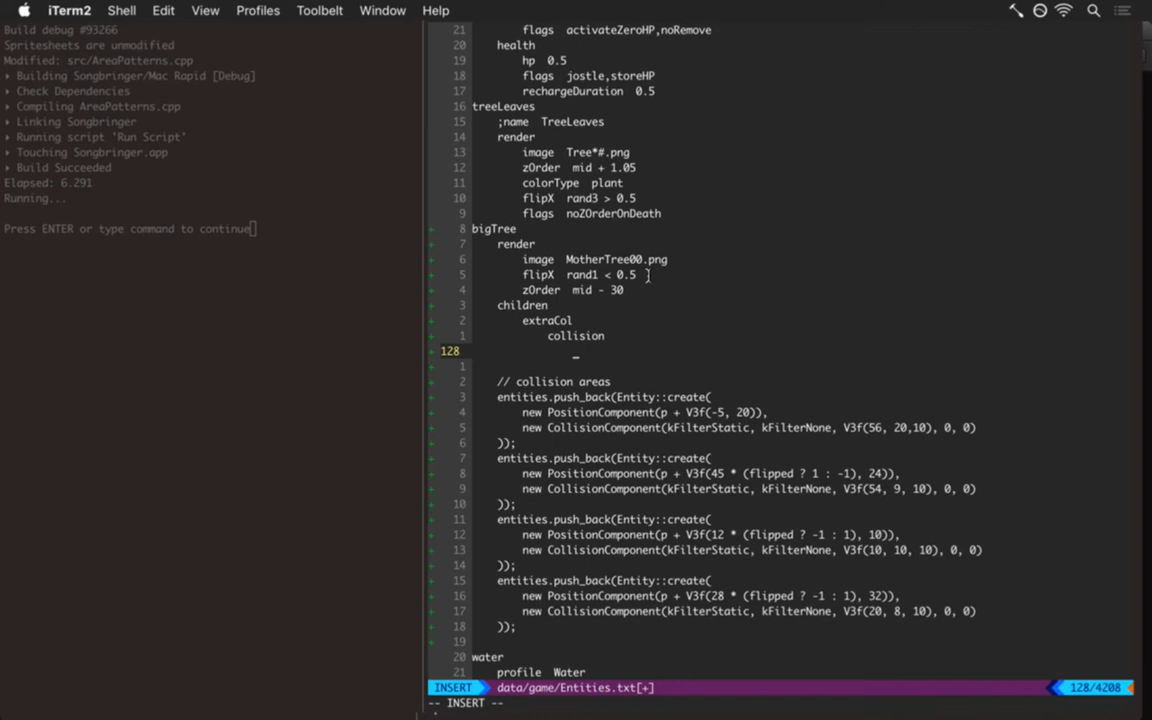 iTerm2 Shell Edit View Profiles Toolbelt Window Help
Build debug #93266
Spritesheets are unmodified
Modified: src/AreaPatterns.cpp
▸ Building Songbringer/Mac Rapid [Debug]
▸ Check Dependencies
▸ Compiling AreaPatterns.cpp
▸ Linking Songbringer
▸ Running script 'Run Script'
▸ Touching Songbringer.app
▸ Build Succeeded
Elapsed: 6.291
Running...
Press ENTER or type command to continue
21 flags activateZeroHP,noRemove
20 health
19 hp 0.5
18 flags jostle,storeHP
17 rechargeDuration 0.5
16 treeLeaves
15 ;name TreeLeaves
14 render
13 image Tree*#.png
12 zOrder mid + 1.05
11 colorType plant
10 flipX rand3 > 0.5
9 flags noZOrderOnDeath
+ 8 bigTree
+ 7 render
+ 6 image MotherTree00.png
+ 5 flipX rand1 < 0.5
+ 4 zOrder mid - 30
+ 3 children
+ 2 extraCol
+ 1 collision
+ 128 _
+ 1
+ 2 // collision areas
+ 3 entities.push_back(Entity::create(
+ 4 new PositionComponent(p + V3f(-5, 20)),
+ 5 new CollisionComponent(kFilterStatic, kFilterNone, V3f(56, 20,10), 0, 0)
+ 6 ));
+ 7 entities.push_back(Entity::create(
+ 8 new PositionComponent(p + V3f(45 * (flipped ? 1 : -1), 24)),
+ 9 new CollisionComponent(kFilterStatic, kFilterNone, V3f(54, 9, 10), 0, 0)
+ 10 ));
+ 11 entities.push_back(Entity::create(
+ 12 new PositionComponent(p + V3f(12 * (flipped ? -1 : 1), 10)),
+ 13 new CollisionComponent(kFilterStatic, kFilterNone, V3f(10, 10, 10), 0, 0)
+ 14 ));
+ 15 entities.push_back(Entity::create(
+ 16 new PositionComponent(p + V3f(28 * (flipped ? -1 : 1), 32)),
+ 17 new CollisionComponent(kFilterStatic, kFilterNone, V3f(20, 8, 10), 0, 0)
+ 18 ));
+ 19
20 water
21 profile Water
INSERT data/game/Entities.txt[+] 128/4208
-- INSERT --